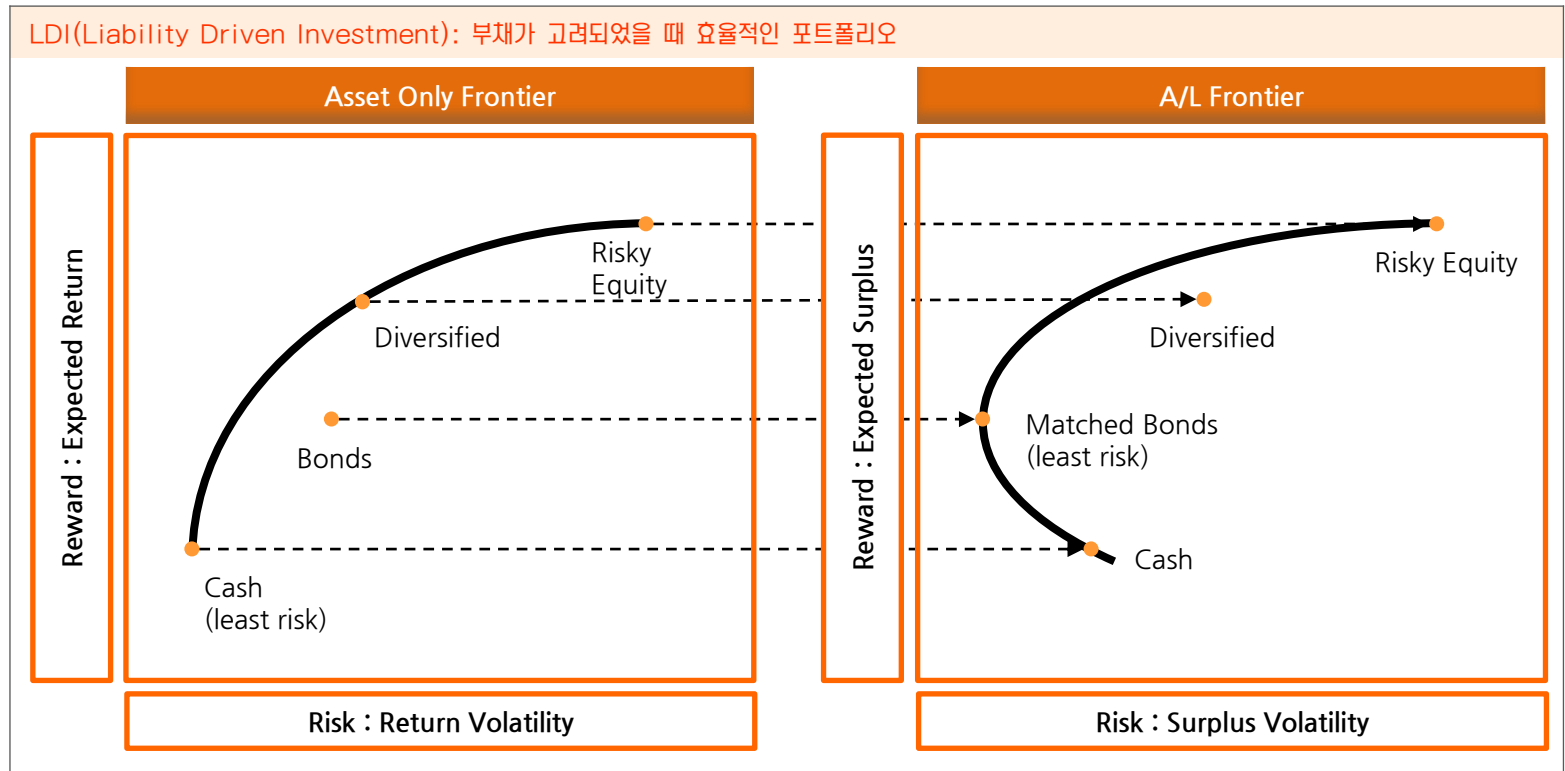 LDI(Liability Driven Investment): 부채가 고려되었을 때 효율적인 포트폴리오
Asset Only Frontier
A/L Frontier
Reward : Expected Return
Risky
Equity
Diversified
Bonds
Cash
(least risk)
Risk : Return Volatility
Reward : Expected Surplus
Risky Equity
Diversified
Matched Bonds
(least risk)
Cash
Risk : Surplus Volatility